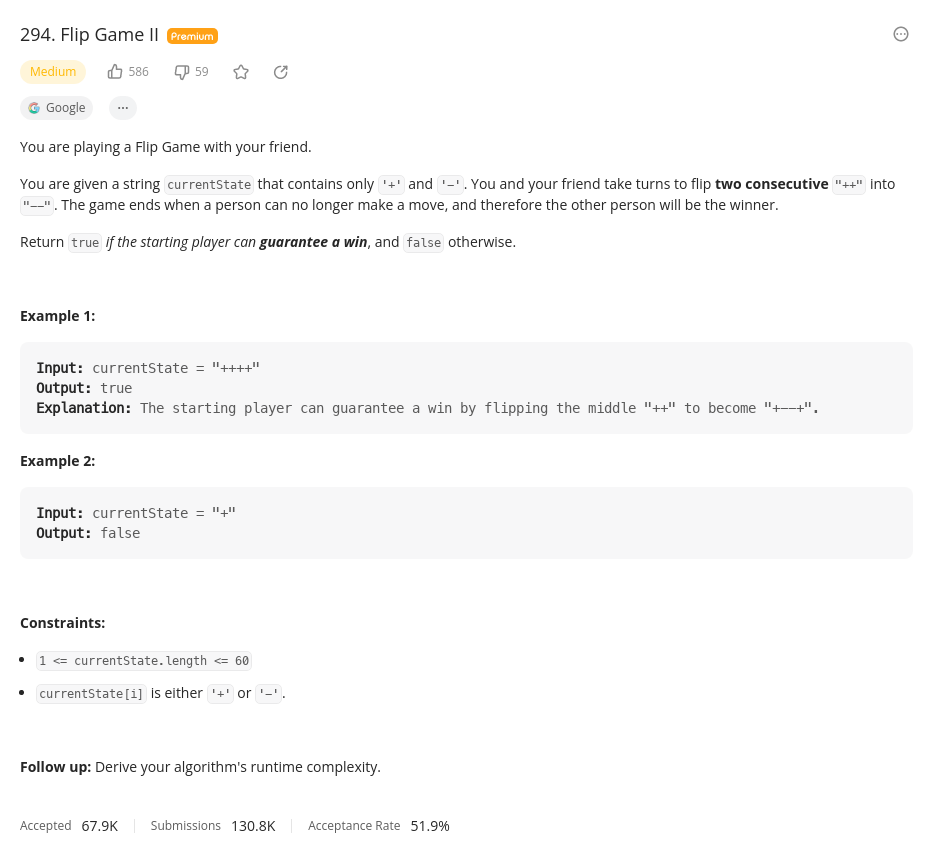 294. Flip Game II Premium
Medium 586 59
Google ...
You are playing a Flip Game with your friend.
You are given a string currentState that contains only '+' and '-'. You and your friend take turns to flip two consecutive "++" into
"--". The game ends when a person can no longer make a move, and therefore the other person will be the winner.
Return true if the starting player can guarantee a win, and false otherwise.
Example 1:
Input: currentState = "++++"
Output: true
Explanation: The starting player can guarantee a win by flipping the middle "++" to become "+--+".
Example 2:
Input: currentState = "+"
Output: false
Constraints:
• 1 <= currentState.length <= 60
• currentState[i] is either '+' or '-'.
Follow up: Derive your algorithm's runtime complexity.
Accepted 67.9K Submissions 130.8K Acceptance Rate 51.9%